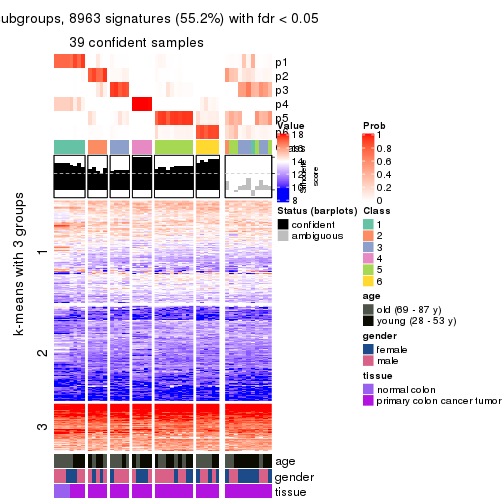 ubgroups, 8963 signatures (55.2%) with fdr < 0.05
39 confident samples
p1
p2
p3
p4
p5
k-means with 3 groups
1
2
3
age
gender
tissue
Value
18
16
14
12
10
8
score
Status (barplots)
confident
ambiguous
Prob
1
0.8
0.6
0.4
0.2
0
Class
1
2
3
4
5
6
age
old (69 - 87 y)
young (28 - 53 y)
gender
female
male
tissue
normal colon
primary colon cancer tumor